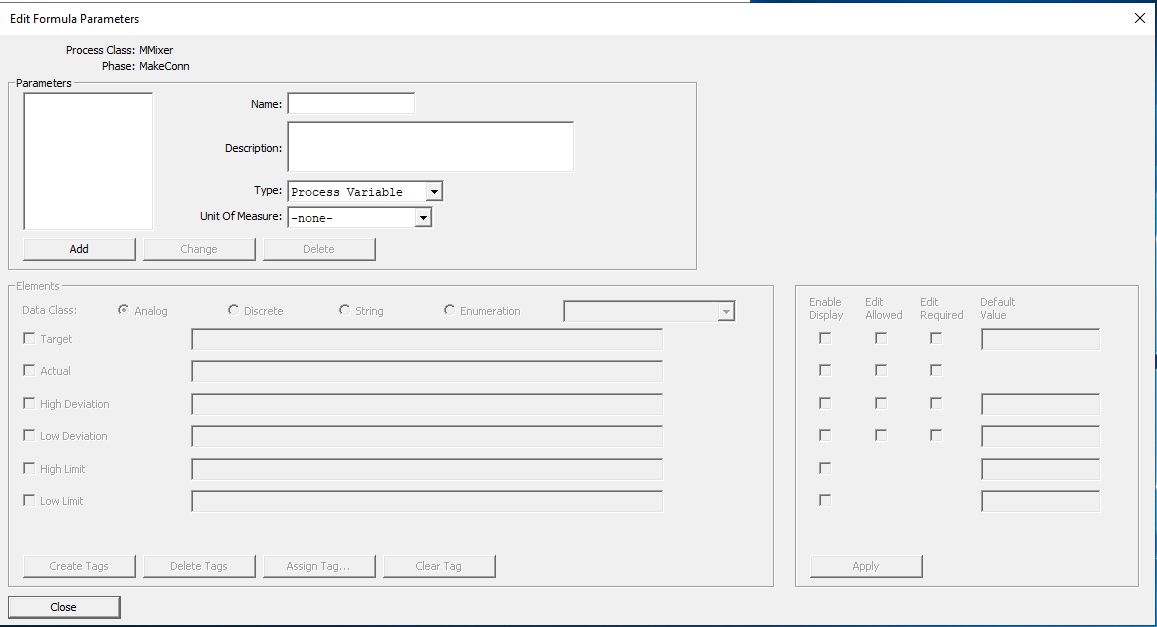 Edit Formula Parameters
Process Class: MMixer
Phase: MakeConn
Parameters
Name:
Description:
Type: Process Variable
Unit Of Measure: -none-
Add Change Delete
Elements
Data Class: Analog Discrete String Enumeration
Target
Actual
High Deviation
Low Deviation
High Limit
Low Limit
Create Tags Delete Tags Assign Tag... Clear Tag
Enable Display Edit Allowed Edit Required Default Value
Apply
Close